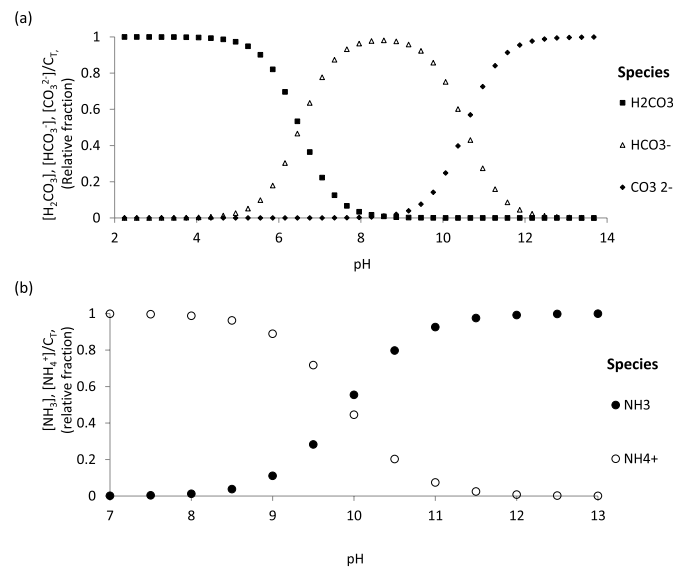 (a)
[H₂CO₃], [HCO₃⁻], [CO₃²⁻]/C_T,
(Relative fraction)
1
0.8
0.6
0.4
0.2
0
2 4 6 8 10 12 14
pH
Species
H2CO3
HCO3-
CO3 2-
(b)
[NH₃], [NH₄⁺]/C_T,
(relative fraction)
1
0.8
0.6
0.4
0.2
0
7 8 9 10 11 12 13
pH
Species
NH3
NH4+